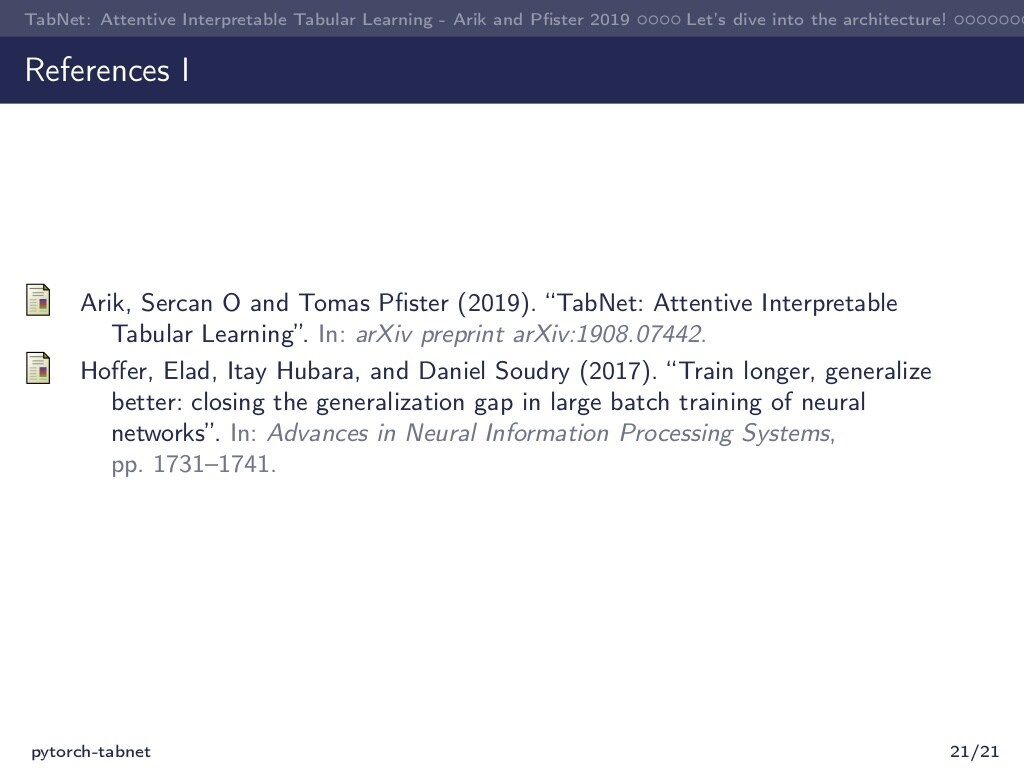 TabNet: Attentive Interpretable Tabular Learning - Arik and Pfister 2019 Let's dive into the architecture!
References I
Arik, Sercan O and Tomas Pfister (2019). “TabNet: Attentive Interpretable
Tabular Learning”. In: arXiv preprint arXiv:1908.07442.
Hoffer, Elad, Itay Hubara, and Daniel Soudry (2017). “Train longer, generalize
better: closing the generalization gap in large batch training of neural
networks”. In: Advances in Neural Information Processing Systems,
pp. 1731–1741.
pytorch-tabnet 21/21